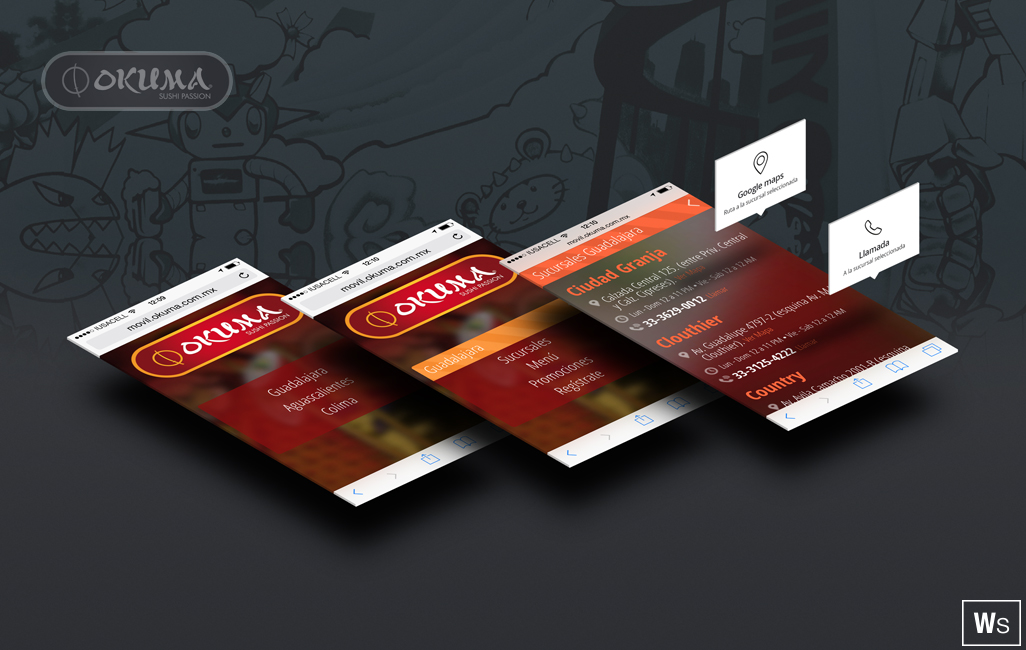 OKUMA
SUSHI PASSION
IUSACELL 12:09
movil.okuma.com.mx
OKUMA
SUSHI PASSION
Guadalajara
Aguascalientes
Colima
IUSACELL 12:10
movil.okuma.com.mx
OKUMA
SUSHI PASSION
Guadalajara
Sucursales
Menú
Promociones
Regístrate
IUSACELL 12:10
movil.okuma.com.mx
Sucursales Guadalajara
Ciudad Granja
Calzada Central 125. (entre Priv. Central
y Calz. Cipreses).
Lun - Dom 12 a 11 PM • Vie - Sab 12 a 12 AM
33-3629-0012 Llamar
Clouthier
Av. Guadalupe 4797-2 (esquina Av. M.
Clouthier). Ver Mapa
Lun - Dom 12 a 11 PM • Vie - Sab 12 a 12 AM
33-3125-4222 Llamar
Country
Av. Avila Camacho 2001-B (esquina
Google maps
Ruta a la sucursal seleccionada
Llamada
A la sucursal seleccionada
Ws